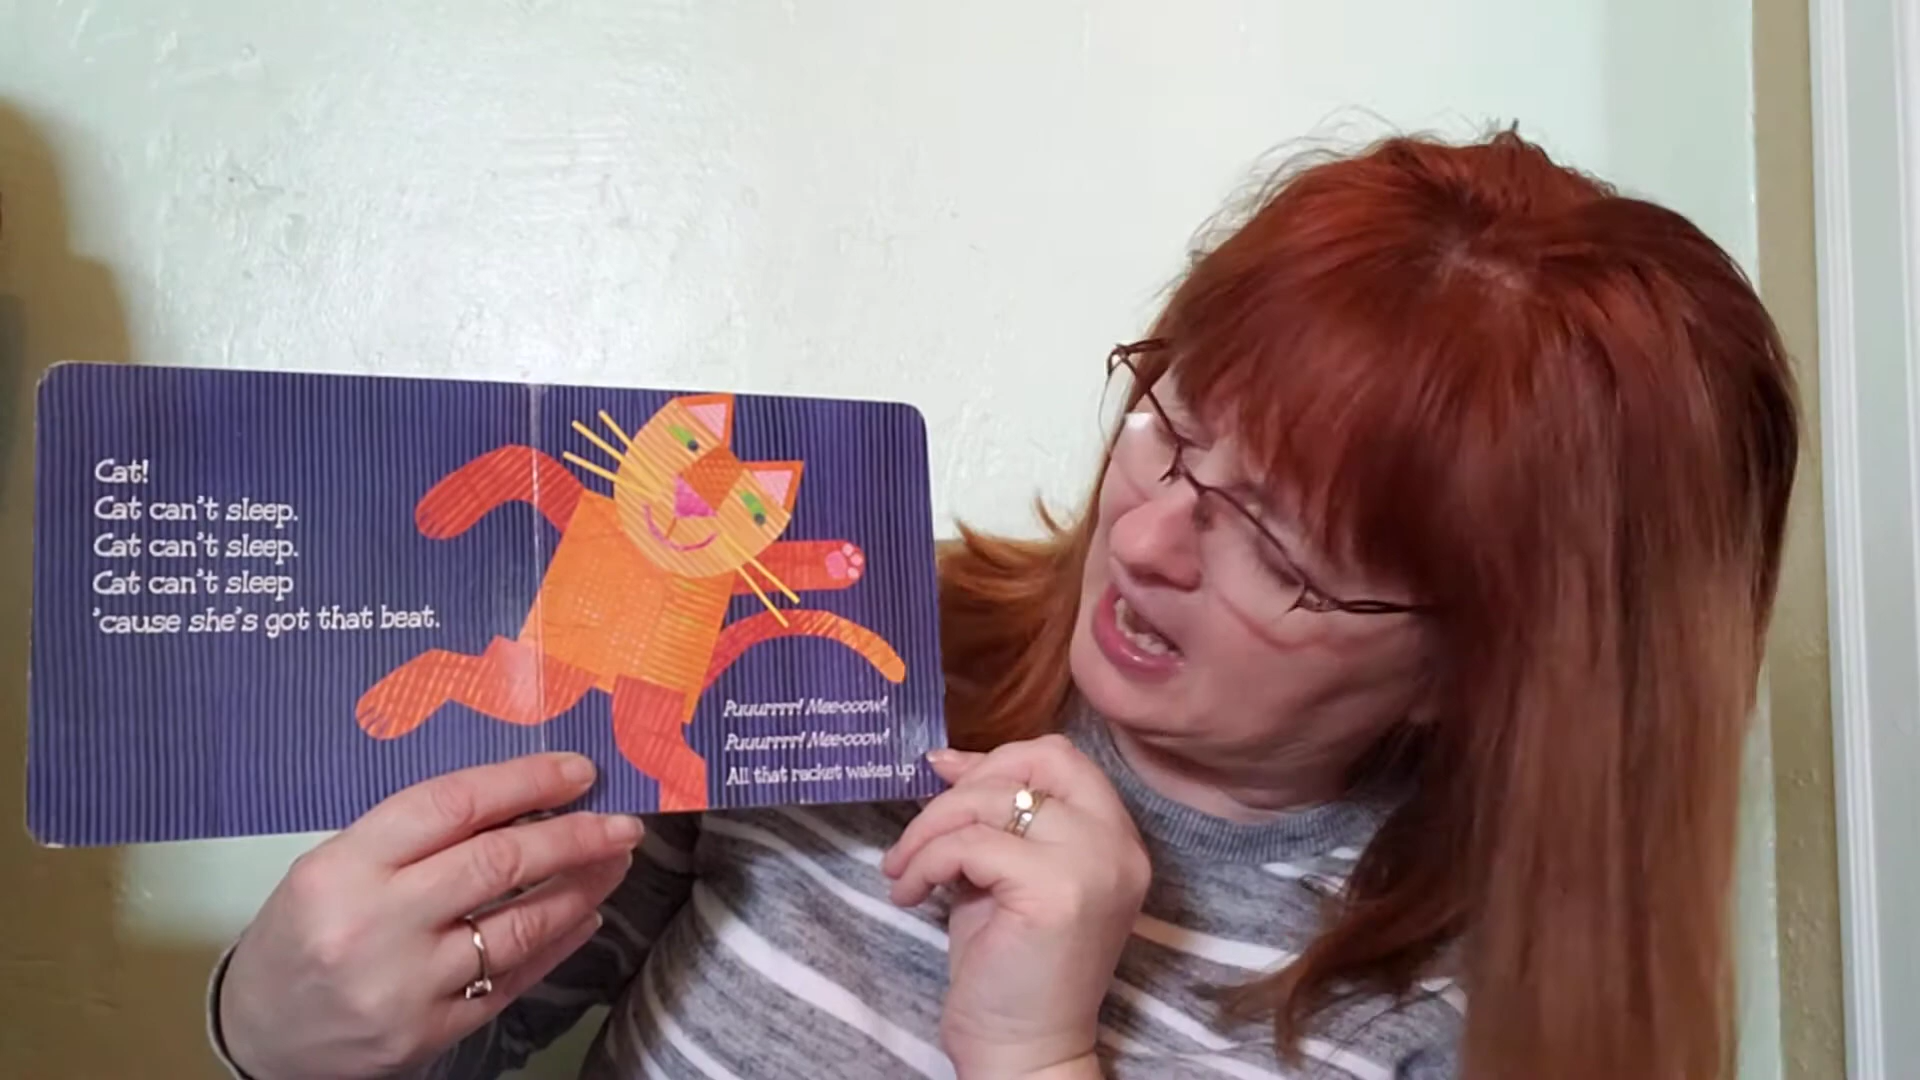 Cat!
Cat can't sleep.
Cat can't sleep.
Cat can't sleep
'cause she's got that beat.
Puuurrrr! Mee-ooow!
Puuurrrr! Mee-ooow!
All that racket wakes up